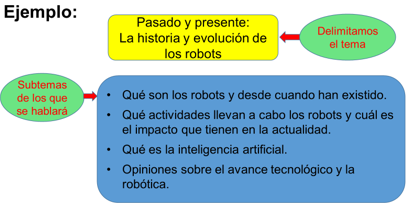 Ejemplo:
Pasado y presente:
La historia y evolución de
los robots
Delimitamos
el tema
Subtemas
de los que
se hablará
• Qué son los robots y desde cuando han existido.
• Qué actividades llevan a cabo los robots y cuál es
el impacto que tienen en la actualidad.
• Qué es la inteligencia artificial.
• Opiniones sobre el avance tecnológico y la
robótica.